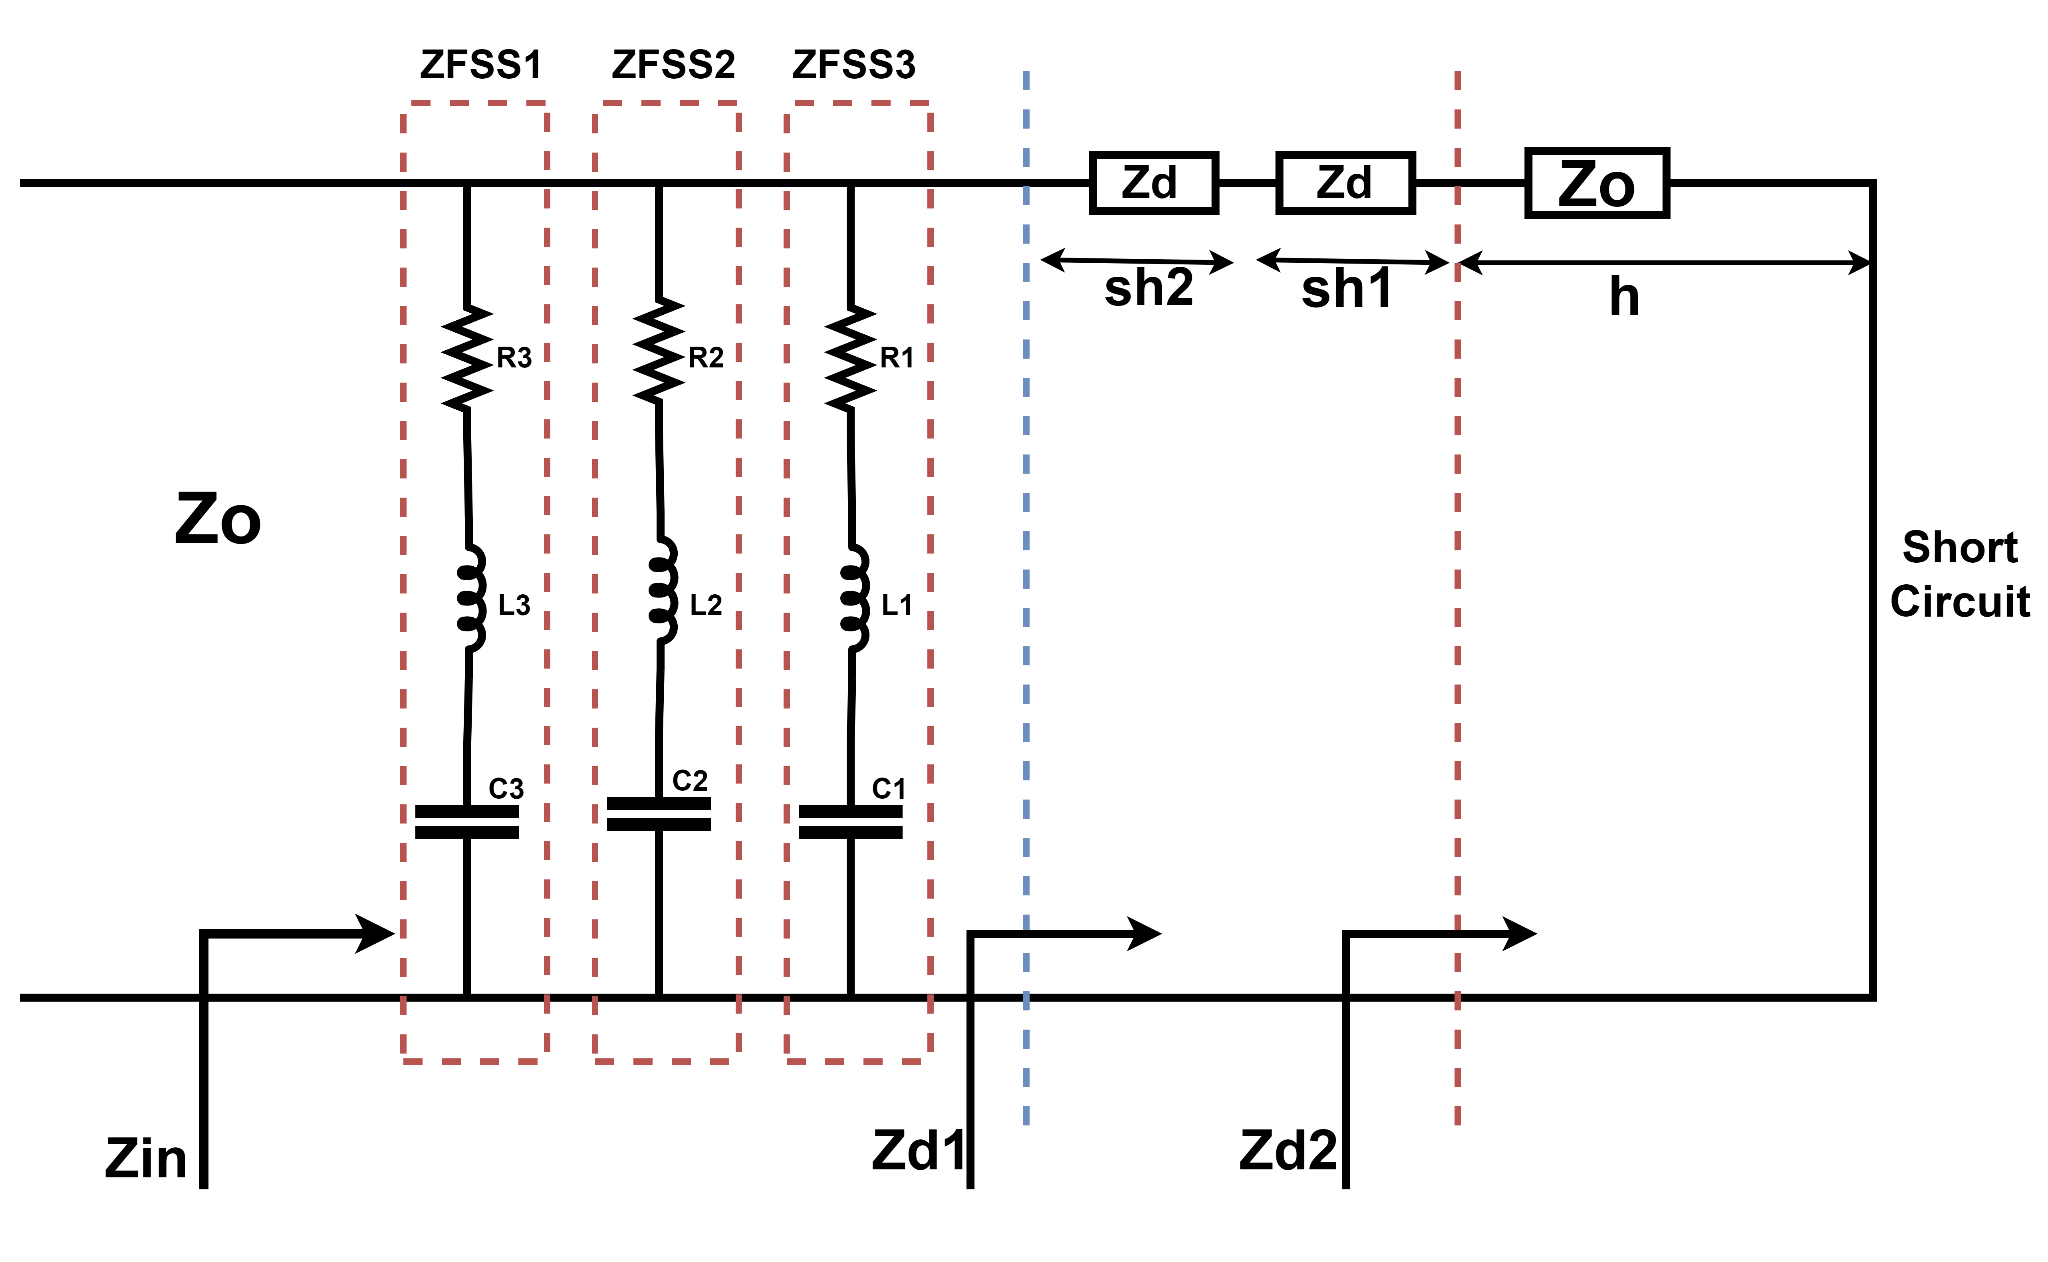 ZFSS1 ZFSS2 ZFSS3
Zd Zd Zo
sh2 sh1 h
R3 R2 R1
Zo
Short
Circuit
L3 L2 L1
C3 C2 C1
Zin Zd1 Zd2